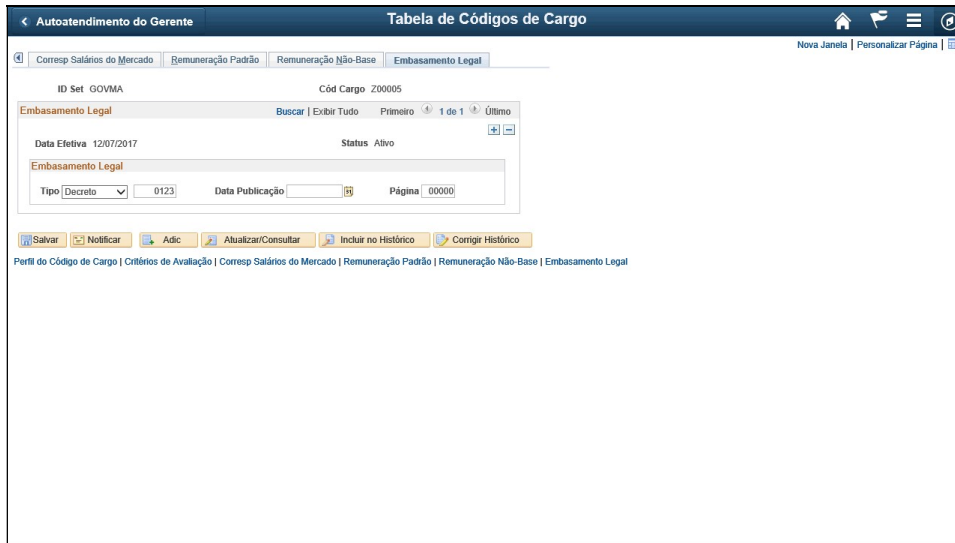 Autoatendimento do Gerente
Tabela de Códigos de Cargo
Nova Janela | Personalizar Página |
Corresp Salários do Mercado Remuneração Padrão Remuneração Não-Base Embasamento Legal
ID Set GOVMA Cód Cargo Z00005
Embasamento Legal Buscar | Exibir Tudo Primeiro 1 de 1 Último
Data Efetiva 12/07/2017 Status Ativo
Embasamento Legal
Tipo Decreto 0123 Data Publicação Página 00000
Salvar Notificar Adic Atualizar/Consultar Incluir no Histórico Corrigir Histórico
Perfil do Código de Cargo | Critérios de Avaliação | Corresp Salários do Mercado | Remuneração Padrão | Remuneração Não-Base | Embasamento Legal